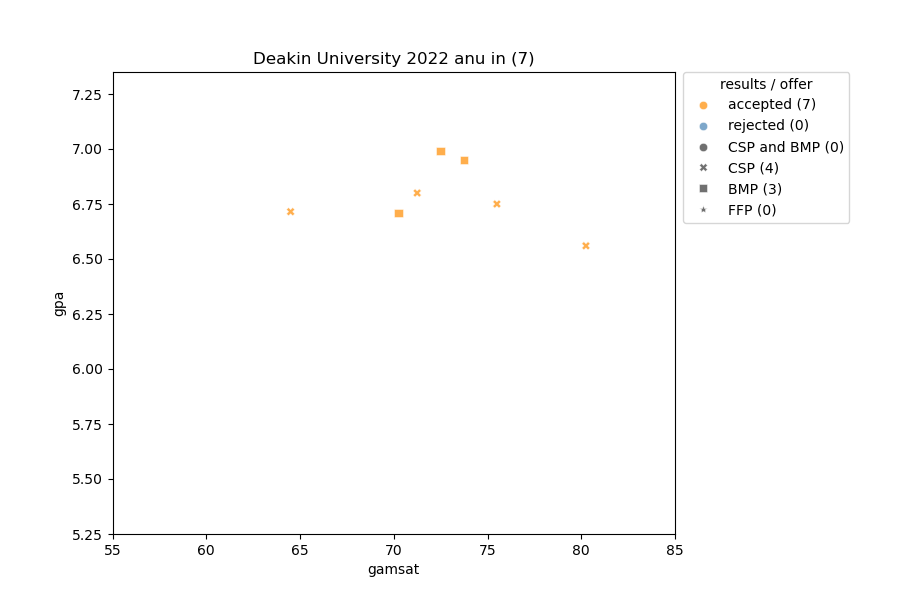 Deakin University 2022 anu in (7)
results / offer
accepted (7)
rejected (0)
CSP and BMP (0)
CSP (4)
BMP (3)
FFP (0)
7.25
7.00
6.75
6.50
6.25
6.00
5.75
5.50
5.25
gpa
55 60 65 70 75 80 85
gamsat